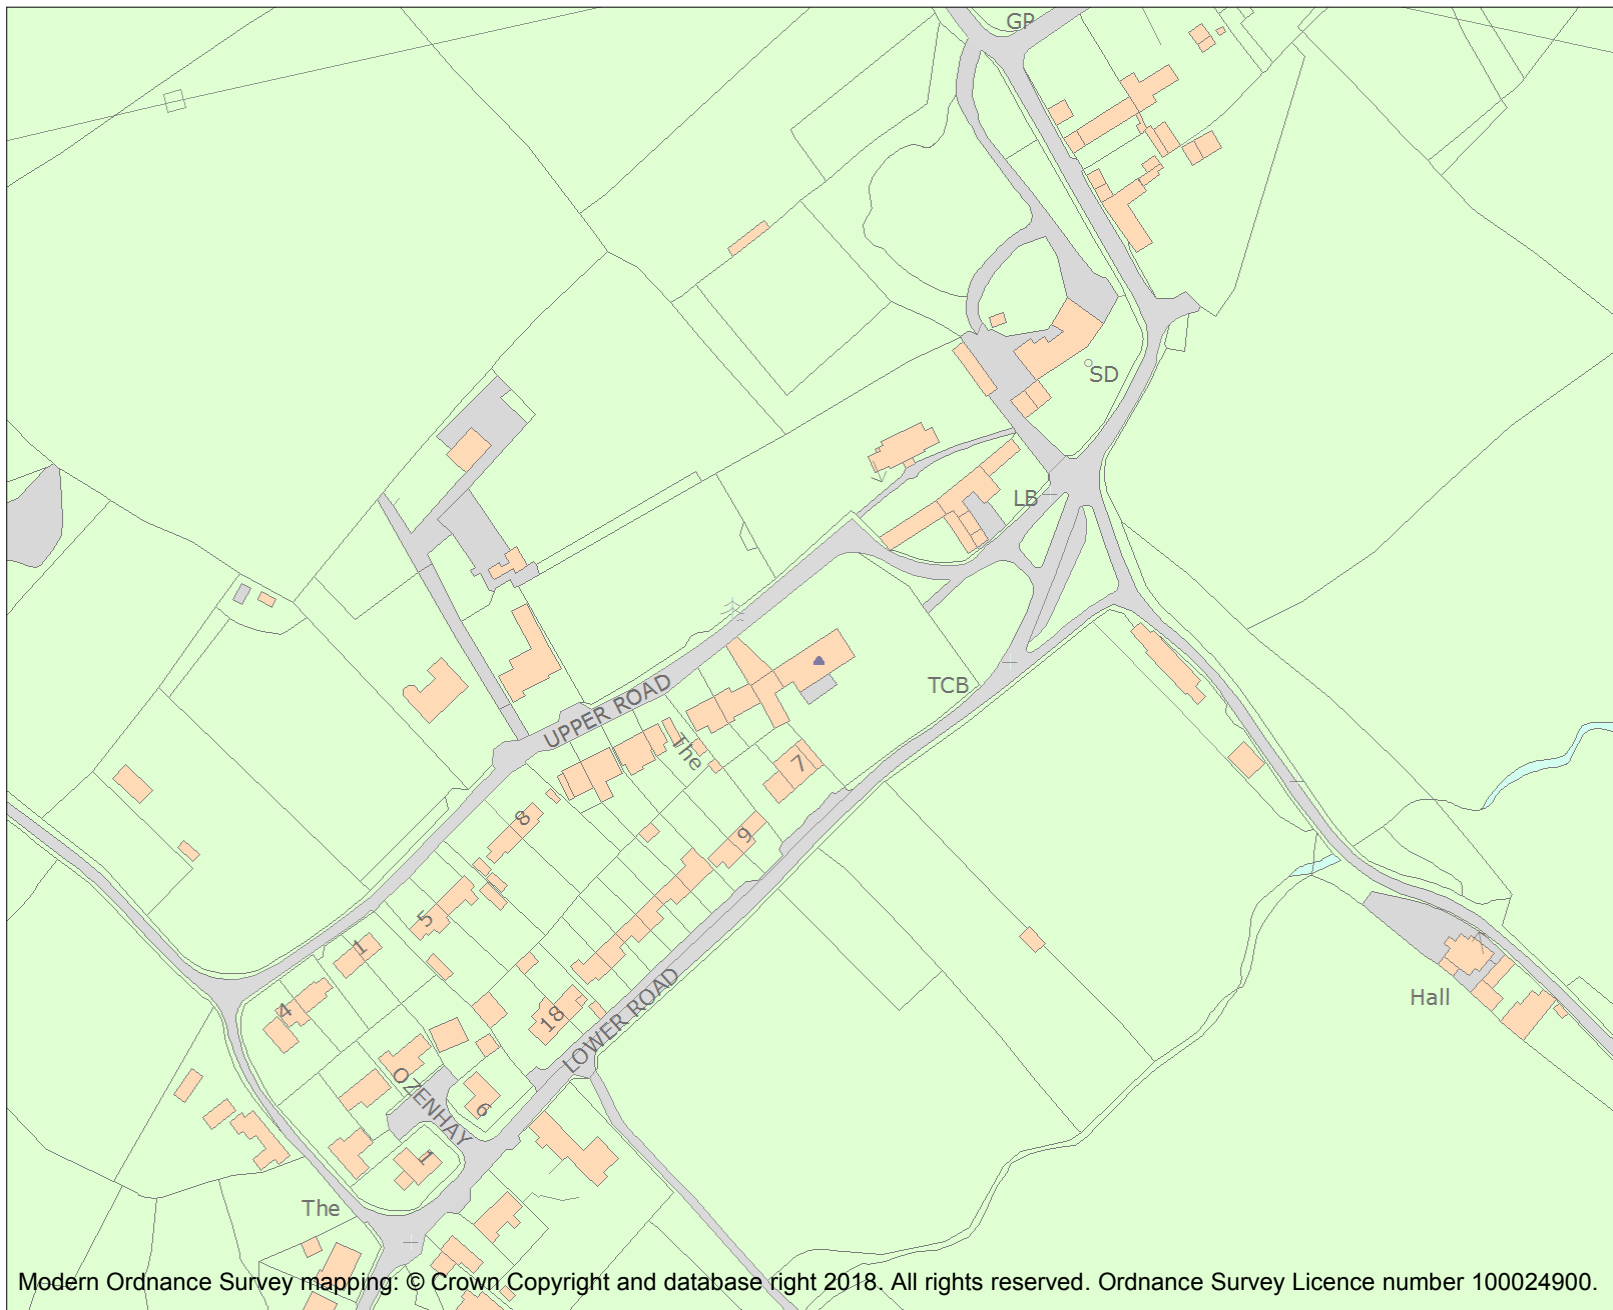 GP
SD
LB
TCB
UPPER ROAD
The
7
8
9
5
1
4
18
LOWER ROAD
Hall
OZENHAY
6
1
The
Modern Ordnance Survey mapping: © Crown Copyright and database right 2018. All rights reserved. Ordnance Survey Licence number 100024900.